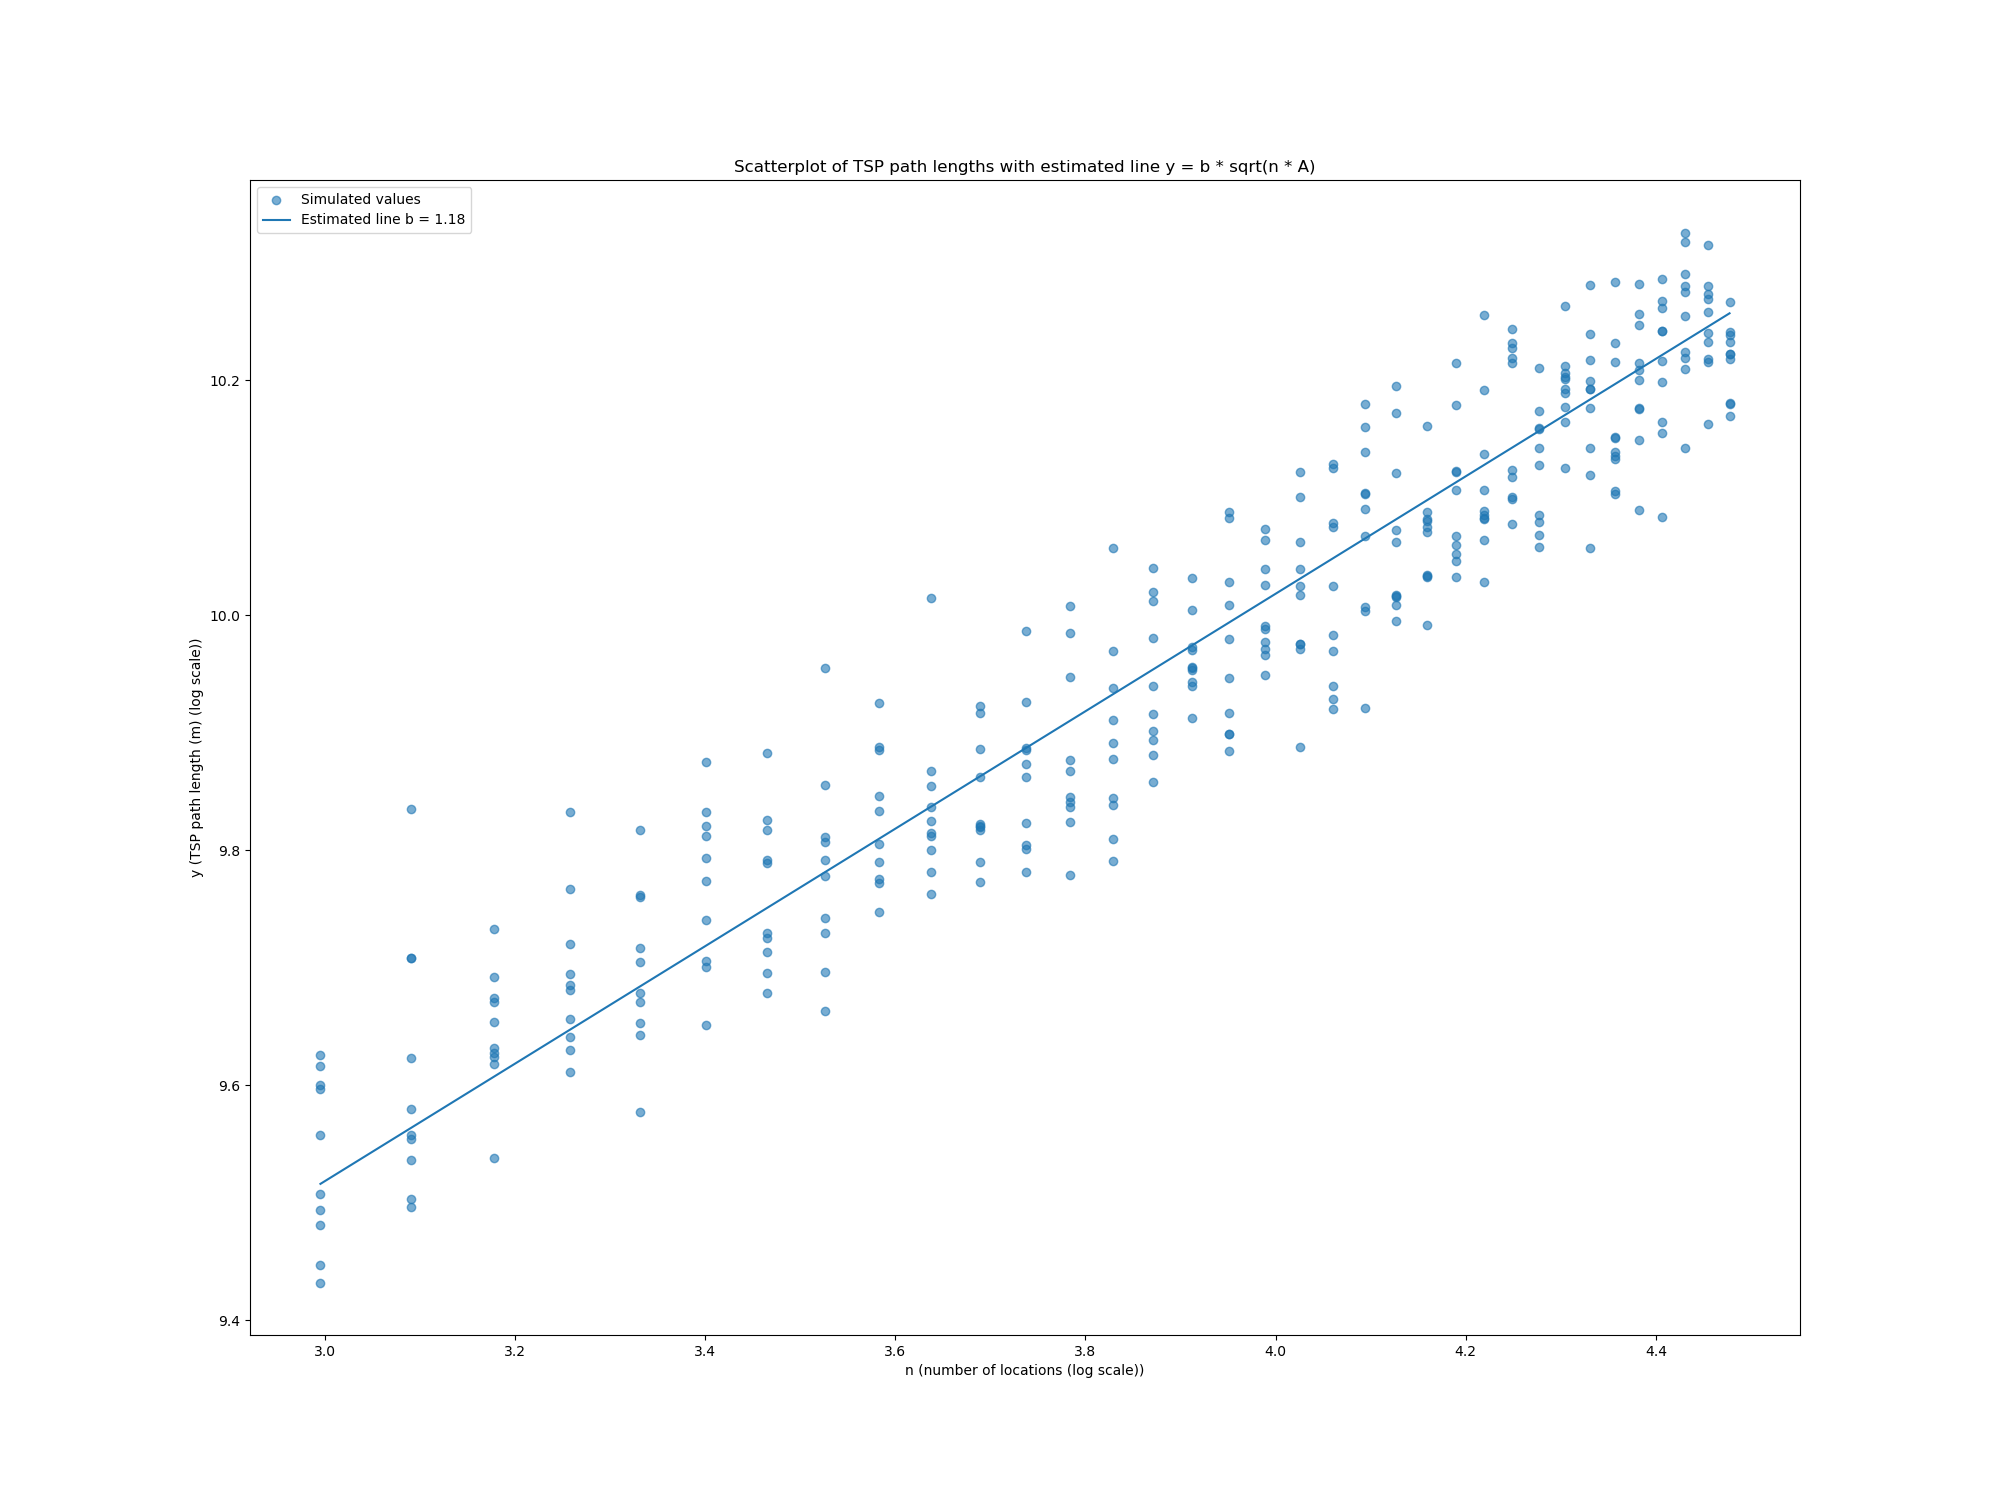 Scatterplot of TSP path lengths with estimated line y = b * sqrt(n * A)
Simulated values
Estimated line b = 1.18
10.2
10.0
9.8
9.6
9.4
y (TSP path length (m) (log scale))
3.0 3.2 3.4 3.6 3.8 4.0 4.2 4.4
n (number of locations (log scale))